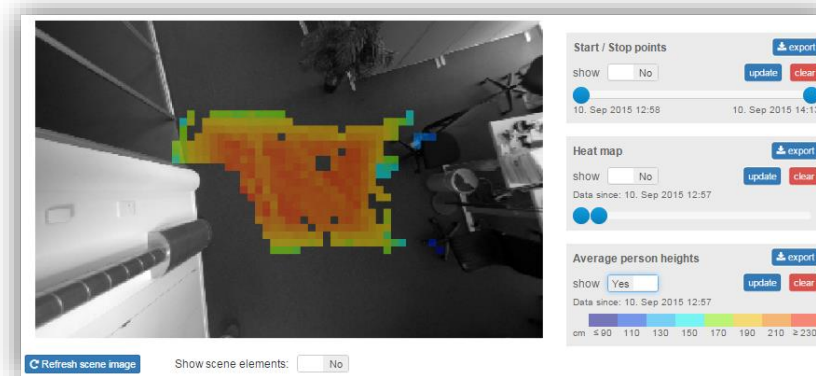 Start / Stop points export
show No update clear
10. Sep 2015 12:58 10. Sep 2015 14:13
Heat map export
show No update clear
Data since: 10. Sep 2015 12:57
Average person heights export
show Yes update clear
Data since: 10. Sep 2015 12:57
cm ≤90 110 130 150 170 190 210 ≥230
Refresh scene image Show scene elements: No